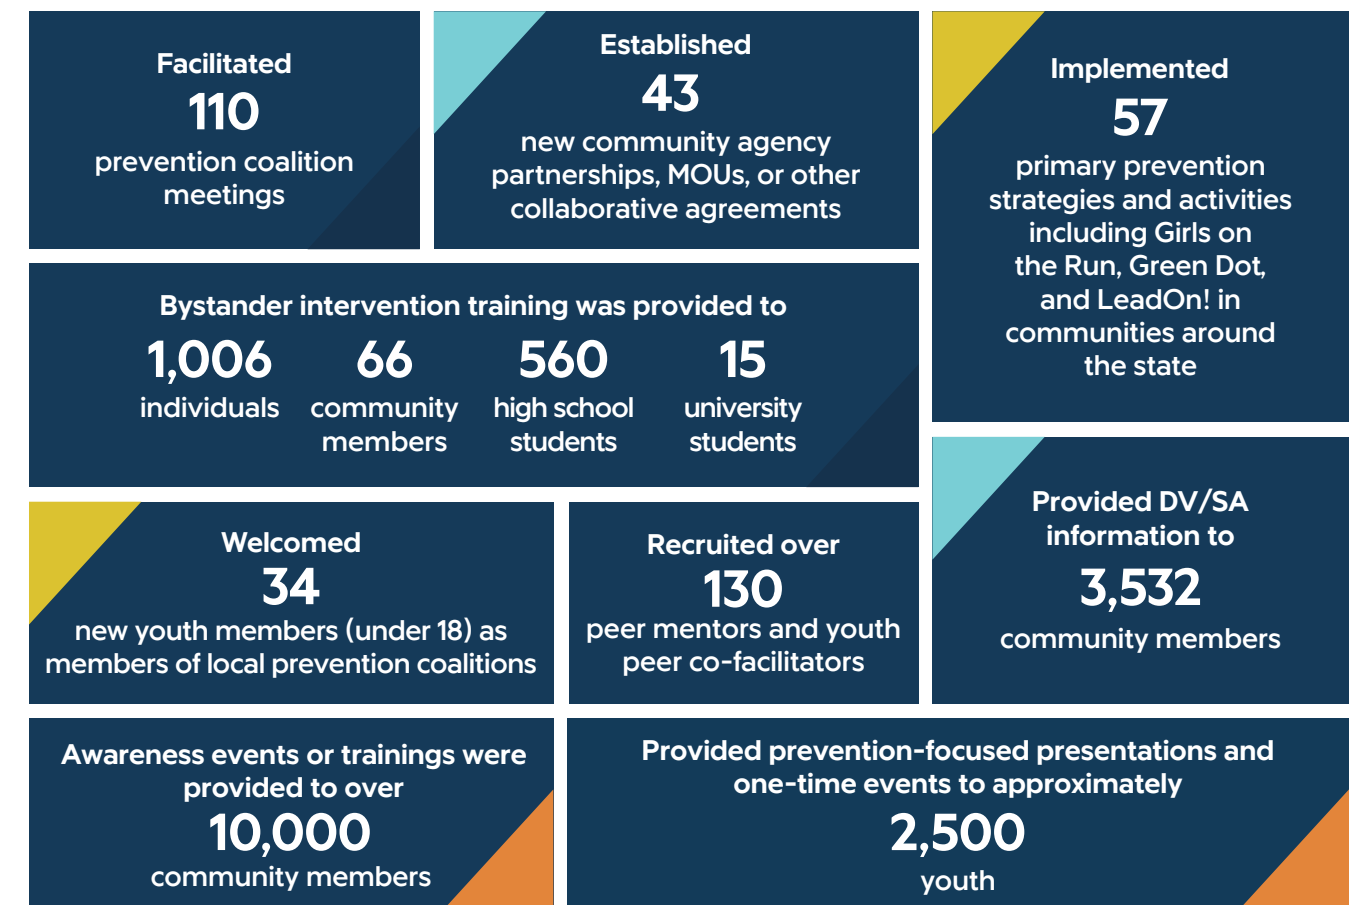 Facilitated
110
prevention coalition
meetings
Established
43
new community agency
partnerships, MOUs, or other
collaborative agreements
Implemented
57
primary prevention
strategies and activities
including Girls on
the Run, Green Dot,
and LeadOn! in
communities around
the state
Bystander intervention training was provided to
1,006
individuals
66
community
members
560
high school
students
15
university
students
Provided DV/SA
information to
3,532
community members
Welcomed
34
new youth members (under 18) as
members of local prevention coalitions
Recruited over
130
peer mentors and youth
peer co-facilitators
Awareness events or trainings were
provided to over
10,000
community members
Provided prevention-focused presentations and
one-time events to approximately
2,500
youth